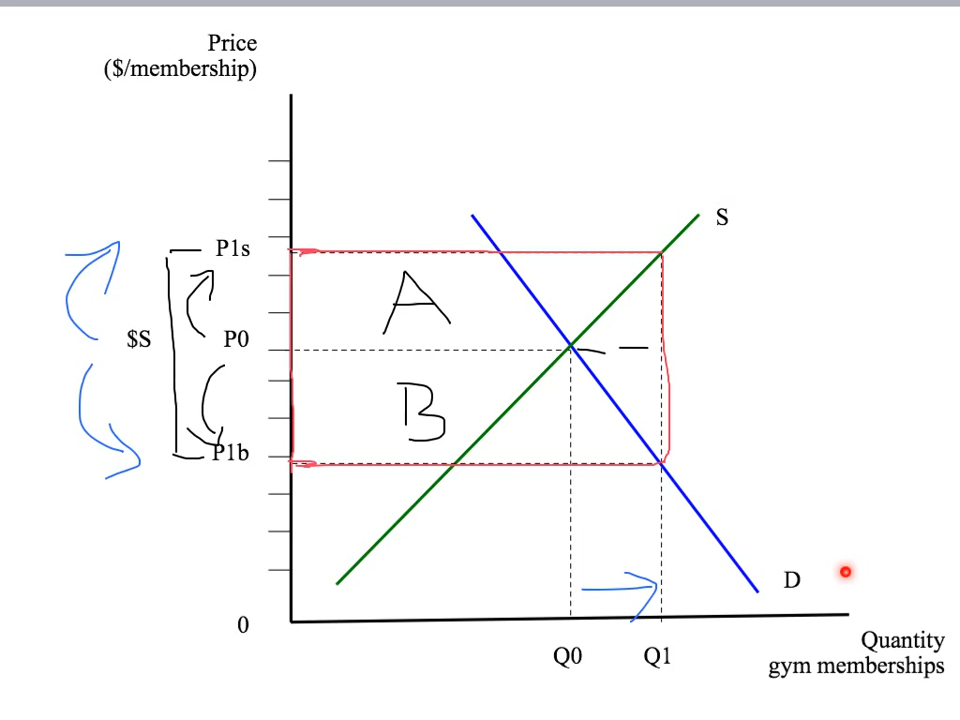 Price
($/membership)
S
P1s
A
$S
P0
B
P1b
D
0
Q0
Q1
Quantity
gym memberships